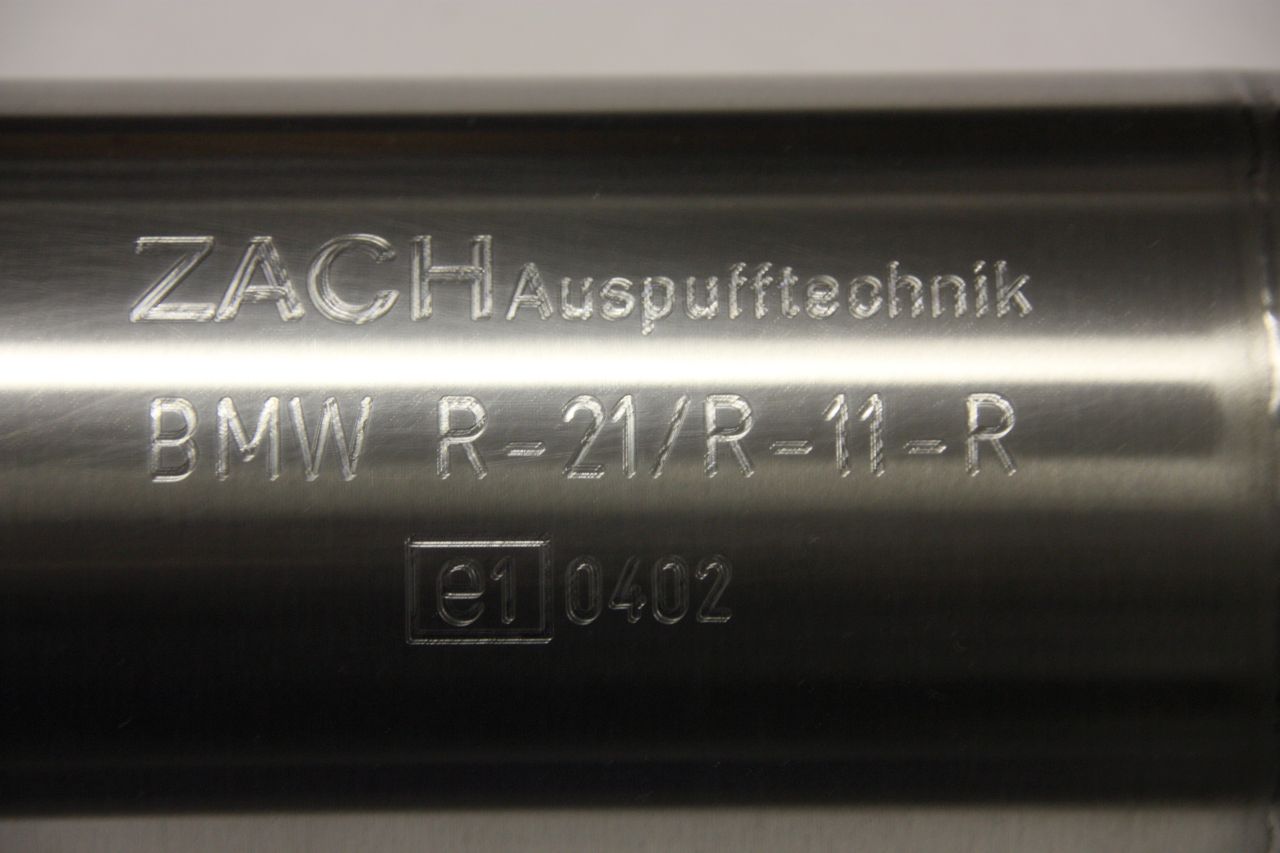 ZACH Auspufftechnik
BMW R-21/R-11-R
e1 0402